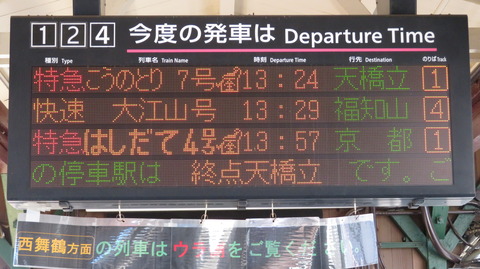 1 2 4 今度の発車は Departure Time
種別 Type 列車名 Train Name 時刻 Departure Time 行先 Destination のりば Track
特急 こうのとり 7号 13:24 天橋立 1
快速 大江山号 13:29 福知山 4
特急 はしだて 4号 13:57 京都 1
の停車駅は 終点天橋立 です。ご
西舞鶴方面の列車はウラ面をご覧ください。